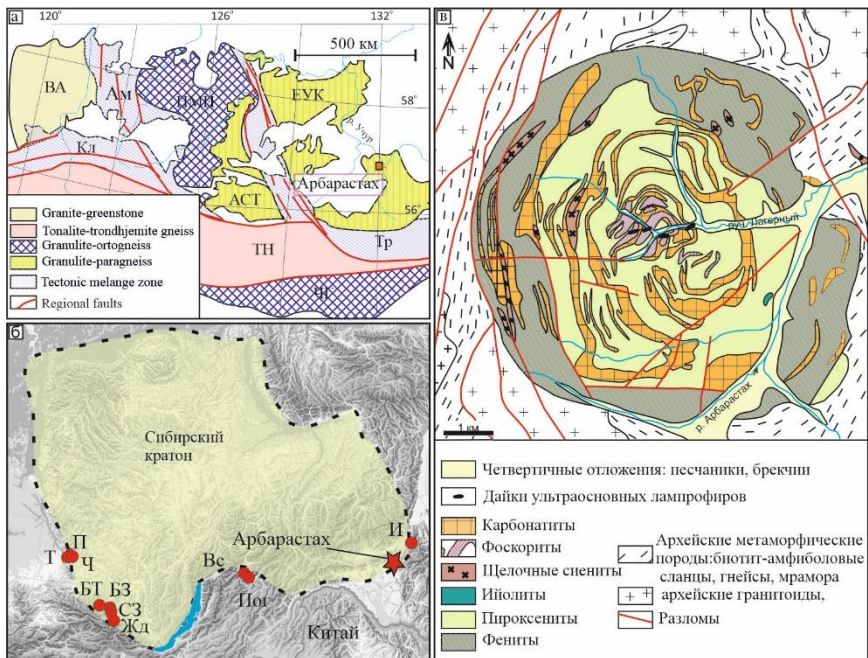 а
120°
126°
132°
500 км
ВА
Ам
ЦМЦ
ЕУК
58°
р. Учур
Кл
Арбарастах
АСТ
56°
ТН
Тр
ЧГ
Granite-greenstone
Tonalite-trondhjemite gneiss
Granulite-ortogneiss
Granulite-paragneiss
Tectonic melange zone
Regional faults
б
Сибирский
кратон
Арбарастах
И
П
Т
Ч
Вс
БТ
БЗ
СЗ
Жд
Пог
Китай
в
N
руч. Лагерный
р. Арбарастах
1 км
Четвертичные отложения: песчаники, брекчии
Дайки ультраосновных лампрофиров
Карбонатиты
Фоскориты
Щелочные сиениты
Ийолиты
Пироксениты
Фениты
Архейские метаморфические
породы:биотит-амфиболовые
сланцы, гнейсы, мрамора
архейские гранитоиды,
Разломы